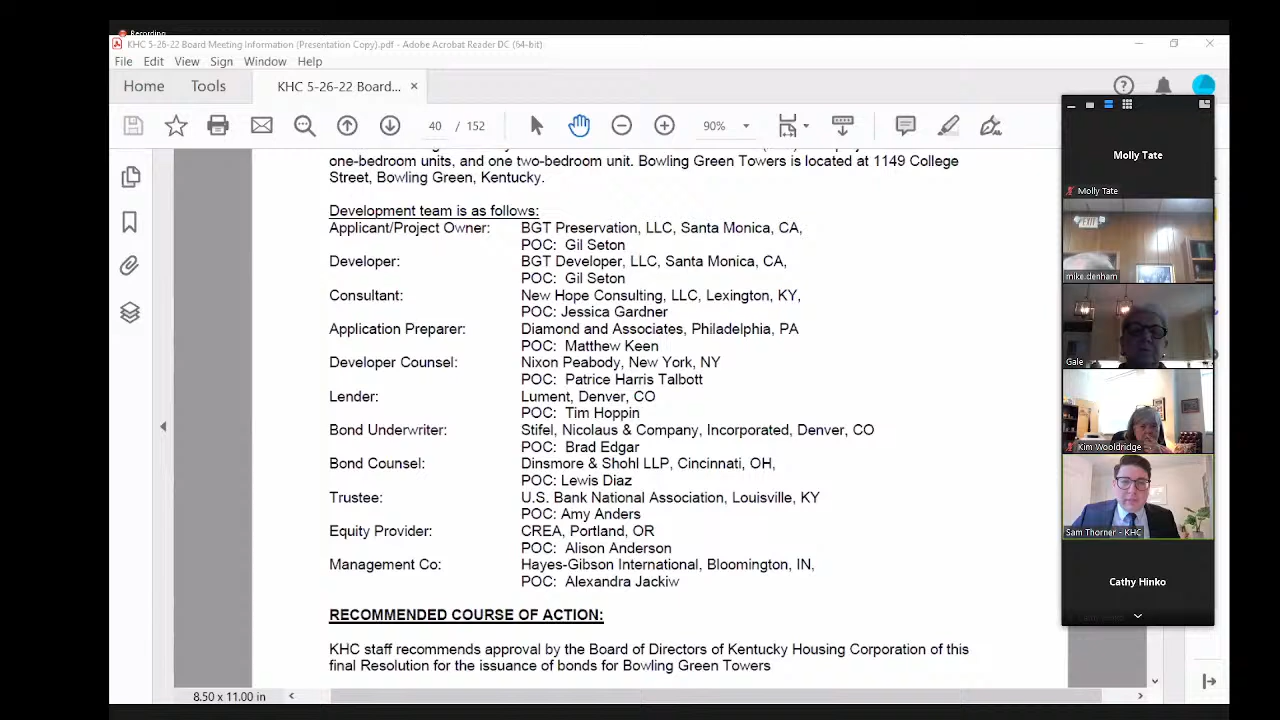 Recording
KHC 5-26-22 Board Meeting Information (Presentation Copy).pdf - Adobe Acrobat Reader DC (64-bit)
File Edit View Sign Window Help
Home Tools KHC 5-26-22 Board... ×
40 / 152 90%
one-bedroom units, and one two-bedroom unit. Bowling Green Towers is located at 1149 College
Street, Bowling Green, Kentucky.
Development team is as follows:
Applicant/Project Owner: BGT Preservation, LLC, Santa Monica, CA,
POC: Gil Seton
Developer: BGT Developer, LLC, Santa Monica, CA,
POC: Gil Seton
Consultant: New Hope Consulting, LLC, Lexington, KY,
POC: Jessica Gardner
Application Preparer: Diamond and Associates, Philadelphia, PA
POC: Matthew Keen
Developer Counsel: Nixon Peabody, New York, NY
POC: Patrice Harris Talbott
Lender: Lument, Denver, CO
POC: Tim Hoppin
Bond Underwriter: Stifel, Nicolaus & Company, Incorporated, Denver, CO
POC: Brad Edgar
Bond Counsel: Dinsmore & Shohl LLP, Cincinnati, OH,
POC: Lewis Diaz
Trustee: U.S. Bank National Association, Louisville, KY
POC: Amy Anders
Equity Provider: CREA, Portland, OR
POC: Alison Anderson
Management Co: Hayes-Gibson International, Bloomington, IN,
POC: Alexandra Jackiw
RECOMMENDED COURSE OF ACTION:
KHC staff recommends approval by the Board of Directors of Kentucky Housing Corporation of this
final Resolution for the issuance of bonds for Bowling Green Towers
8.50 x 11.00 in
Molly Tate
Molly Tate
EXIT
mike.denham
Gale
Kim Wooldridge
Sam Thorner - KHC
Cathy Hinko